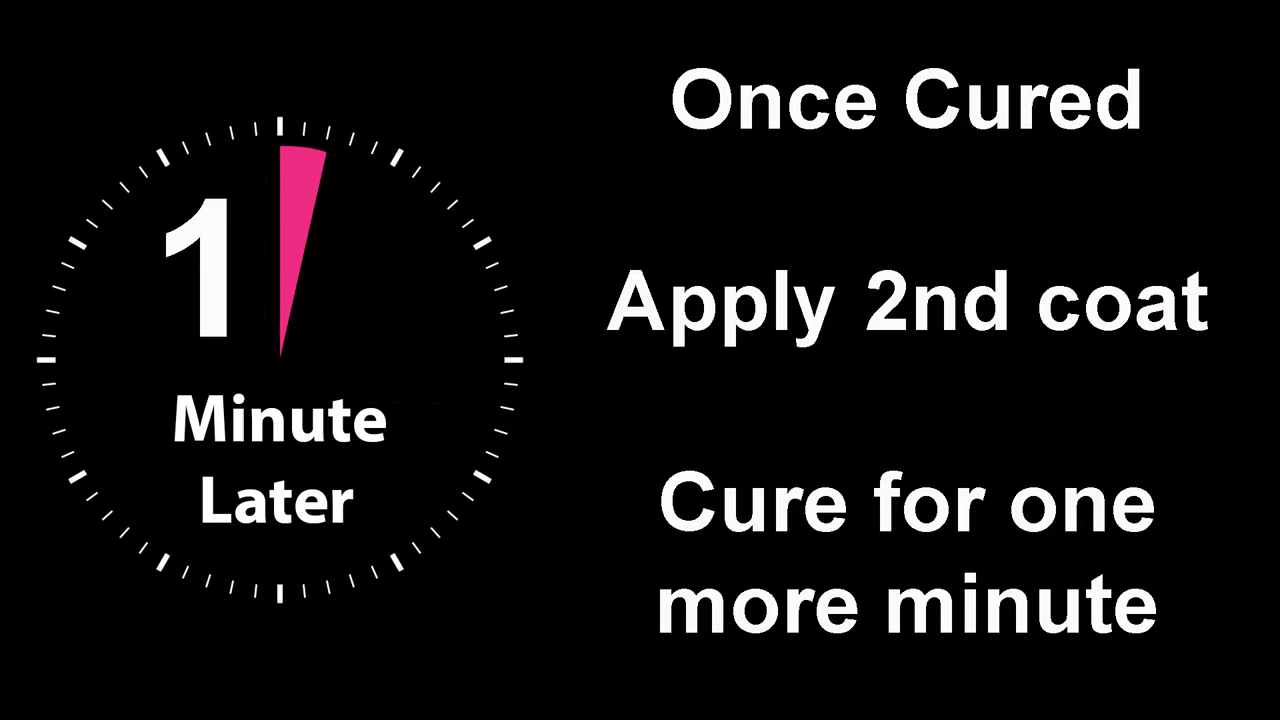 1
Minute
Later
Once Cured
Apply 2nd coat
Cure for one
more minute